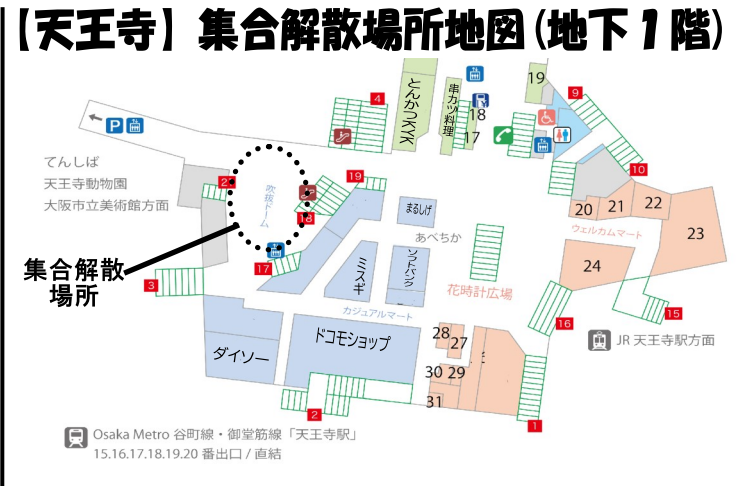 【天王寺】集合解散場所地図(地下１階)
4
とんかつKYK
串カツ料理
18
17
19
9
P
てんしば
天王寺動物園
大阪市立美術館方面
2
吹抜ドーム
19
18
17
まるしげ
あべちか
10
20
21
22
23
ウェルカムマート
24
集合解散
場所
3
ミスギ
ソフトバンク
花時計広場
カジュアルマート
15
16
JR 天王寺駅方面
ダイソー
ドコモショップ
28
27
30
29
31
2
1
Osaka Metro 谷町線・御堂筋線「天王寺駅」
15.16.17.18.19.20 番出口 / 直結